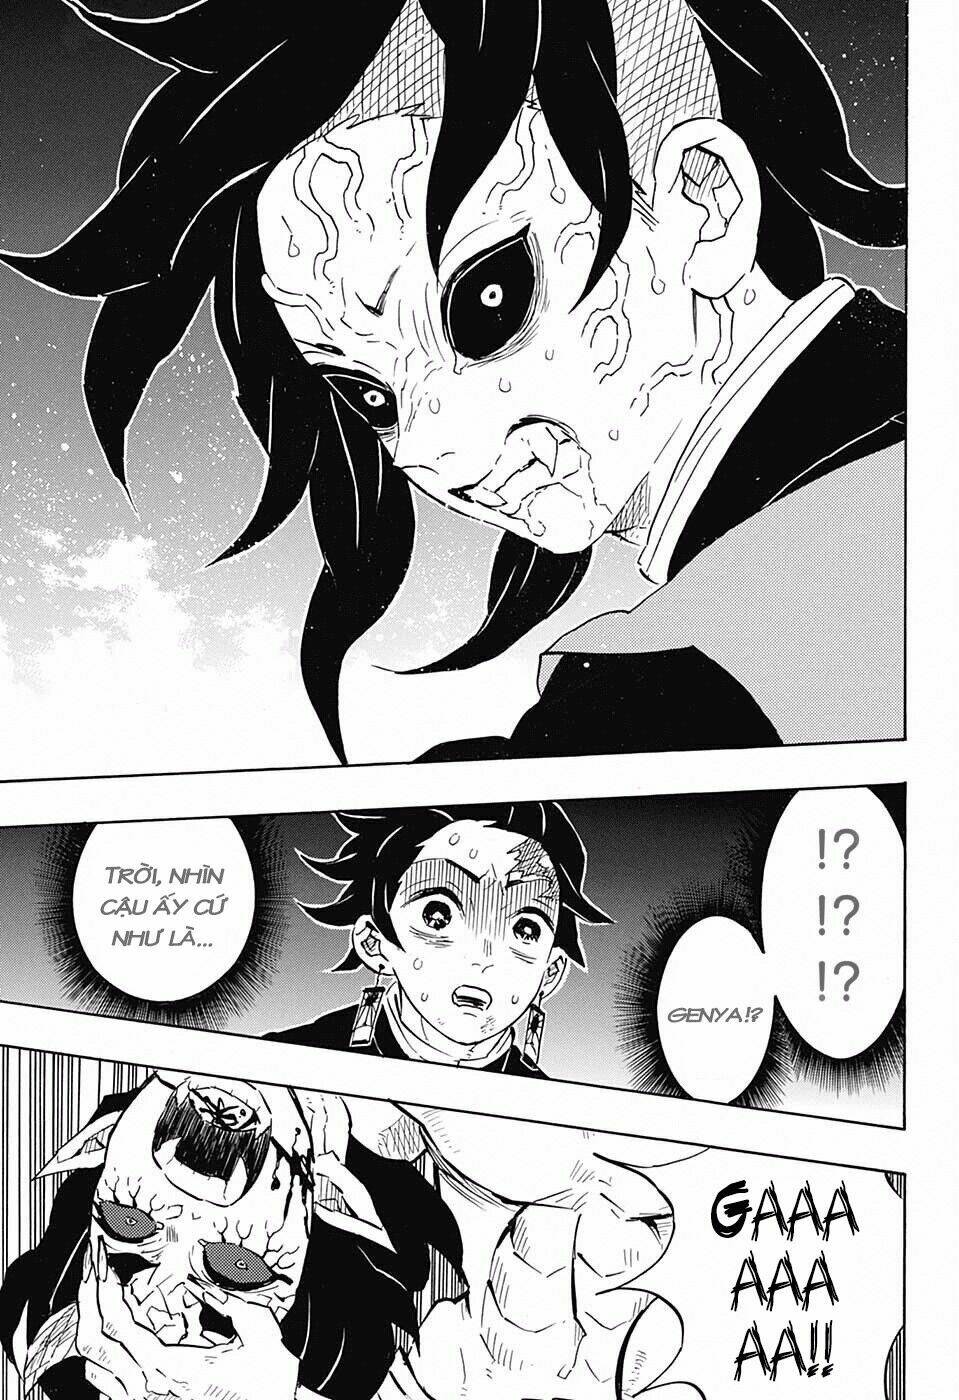 !?
!?
!?
GENYA!?
TRỜI, NHÌN
CẬU ẤY CỨ
NHƯ LÀ...
GAAA
AAA
AA!!